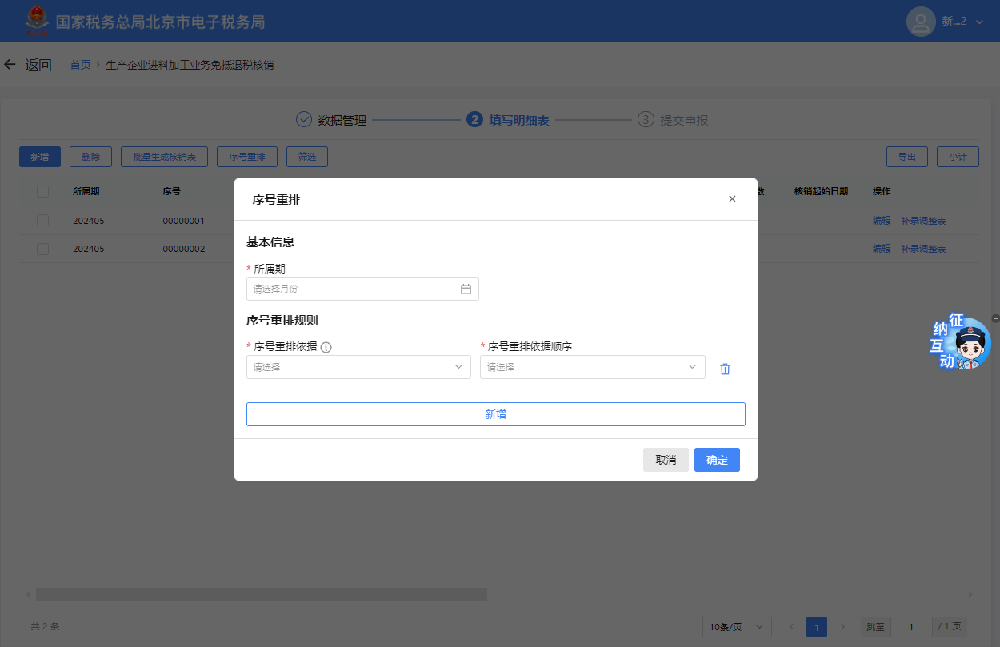 国家税务总局北京市电子税务局
新...2
返回 首页 > 生产企业进料加工业务免抵退税核销
数据管理 2 填写明细表 3 提交申报
新增 删除 批量生成核销表 序号重排 筛选 导出 小计
所属期 序号 数 核销起始日期 操作
202405 00000001 编辑 补录调整表
202405 00000002 编辑 补录调整表
序号重排 ×
基本信息
* 所属期
请选择月份
序号重排规则
* 序号重排依据 * 序号重排依据顺序
请选择 请选择
新增
取消 确定
征纳互动
共 2 条 10条/页 < 1 > 跳至 1 / 1 页